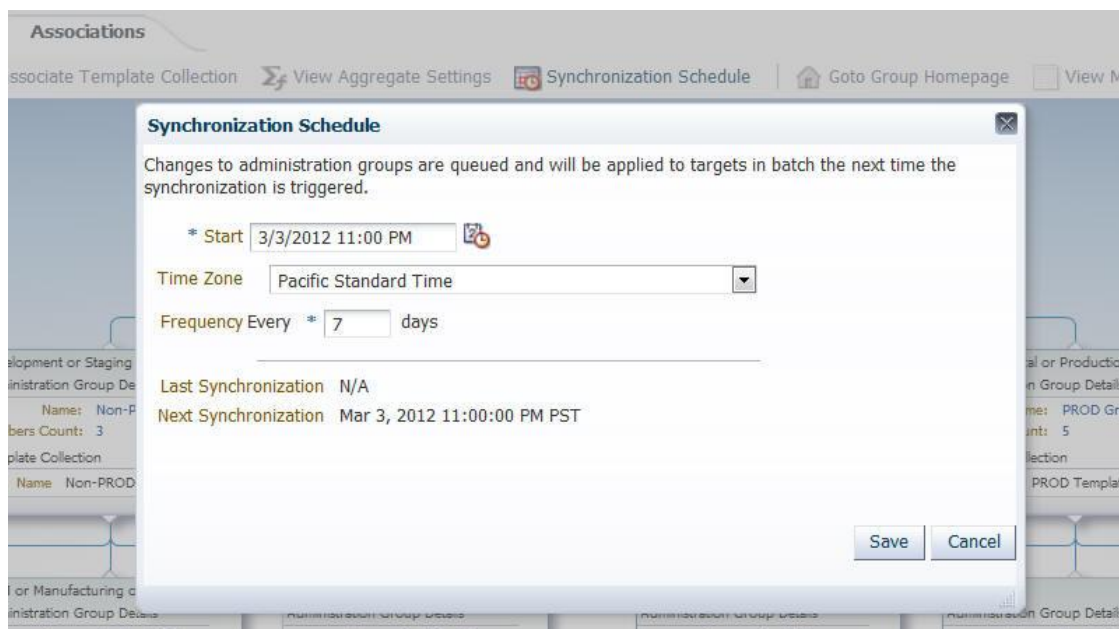 Associations
ssociate Template Collection View Aggregate Settings Synchronization Schedule Goto Group Homepage View M
Synchronization Schedule
Changes to administration groups are queued and will be applied to targets in batch the next time the
synchronization is triggered.
* Start 3/3/2012 11:00 PM
Time Zone Pacific Standard Time
Frequency Every * 7 days
Last Synchronization N/A
Next Synchronization Mar 3, 2012 11:00:00 PM PST
Save Cancel
elopment or Staging
inistration Group De
Name: Non-P
bers Count: 3
plate Collection
Name Non-PROD
al or Productio
n Group Detail
me: PROD Gr
unt: 5
llection
PROD Templa
l or Manufacturing o
inistration Group Details
Administration Group Details
Administration Group Details
Administration Group Detail